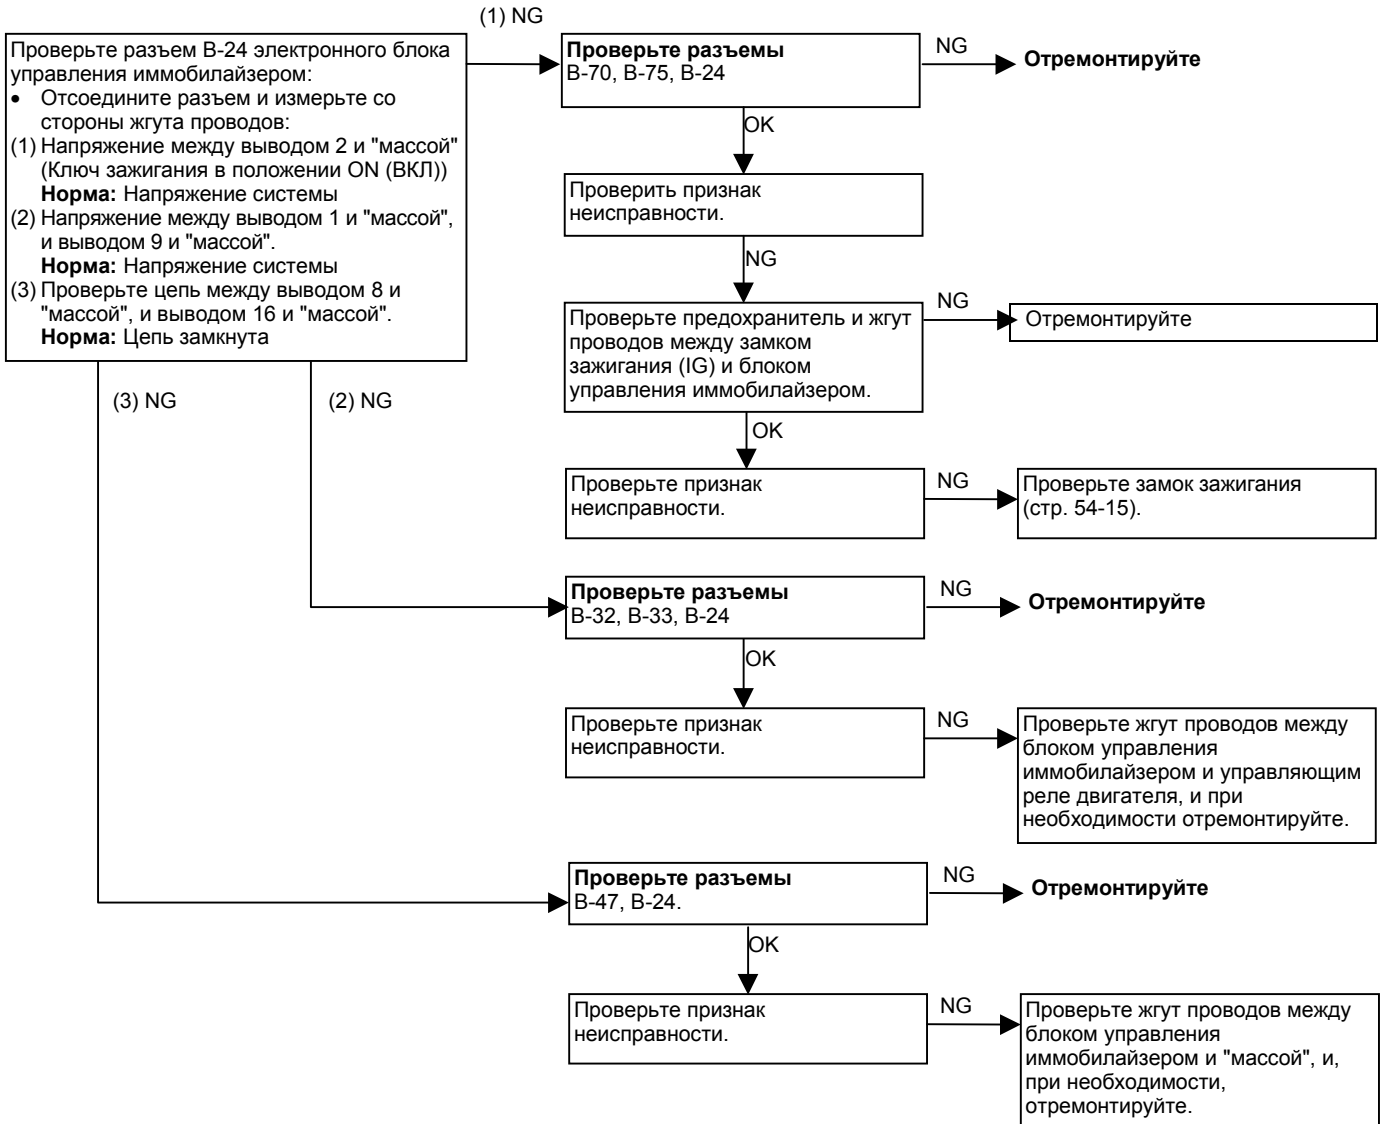 (1) NG
Проверьте разъем B-24 электронного блока
управления иммобилайзером:
• Отсоедините разъем и измерьте со
стороны жгута проводов:
(1) Напряжение между выводом 2 и "массой"
(Ключ зажигания в положении ON (ВКЛ))
Норма: Напряжение системы
(2) Напряжение между выводом 1 и "массой",
и выводом 9 и "массой".
Норма: Напряжение системы
(3) Проверьте цепь между выводом 8 и
"массой", и выводом 16 и "массой".
Норма: Цепь замкнута
(3) NG
(2) NG
Проверьте разъемы
B-70, B-75, B-24
NG
Отремонтируйте
OK
Проверить признак
неисправности.
NG
Проверьте предохранитель и жгут
проводов между замком
зажигания (IG) и блоком
управления иммобилайзером.
NG
Отремонтируйте
OK
Проверьте признак
неисправности.
NG
Проверьте замок зажигания
(стр. 54-15).
Проверьте разъемы
B-32, B-33, B-24
NG
Отремонтируйте
OK
Проверьте признак
неисправности.
NG
Проверьте жгут проводов между
блоком управления
иммобилайзером и управляющим
реле двигателя, и при
необходимости отремонтируйте.
Проверьте разъемы
B-47, B-24.
NG
Отремонтируйте
OK
Проверьте признак
неисправности.
NG
Проверьте жгут проводов между
блоком управления
иммобилайзером и "массой", и,
при необходимости,
отремонтируйте.